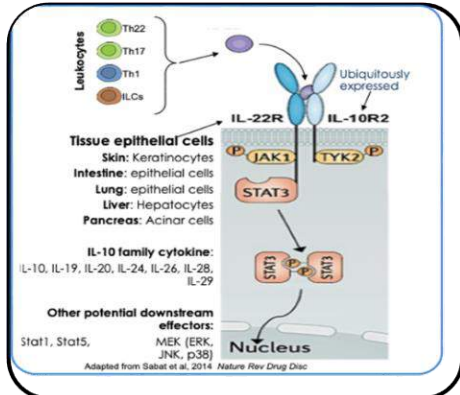 Leukocytes
Th22
Th17
Th1
ILCs
Ubiquitously
expressed
IL-22R
IL-10R2
Tissue epithelial cells
Skin: Keratinocytes
Intestine: epithelial cells
Lung: epithelial cells
Liver: Hepatocytes
Pancreas: Acinar cells
P
JAK1
TYK2
P
STAT3
IL-10 family cytokine:
IL-10, IL-19, IL-20, IL-24, IL-26, IL-28,
IL-29
STAT3
P
P
STAT3
Other potential downstream
effectors:
Stat1, Stat5,
MEK (ERK,
JNK, p38)
Nucleus
Adapted from Sabat et al, 2014 Nature Rev Drug Disc